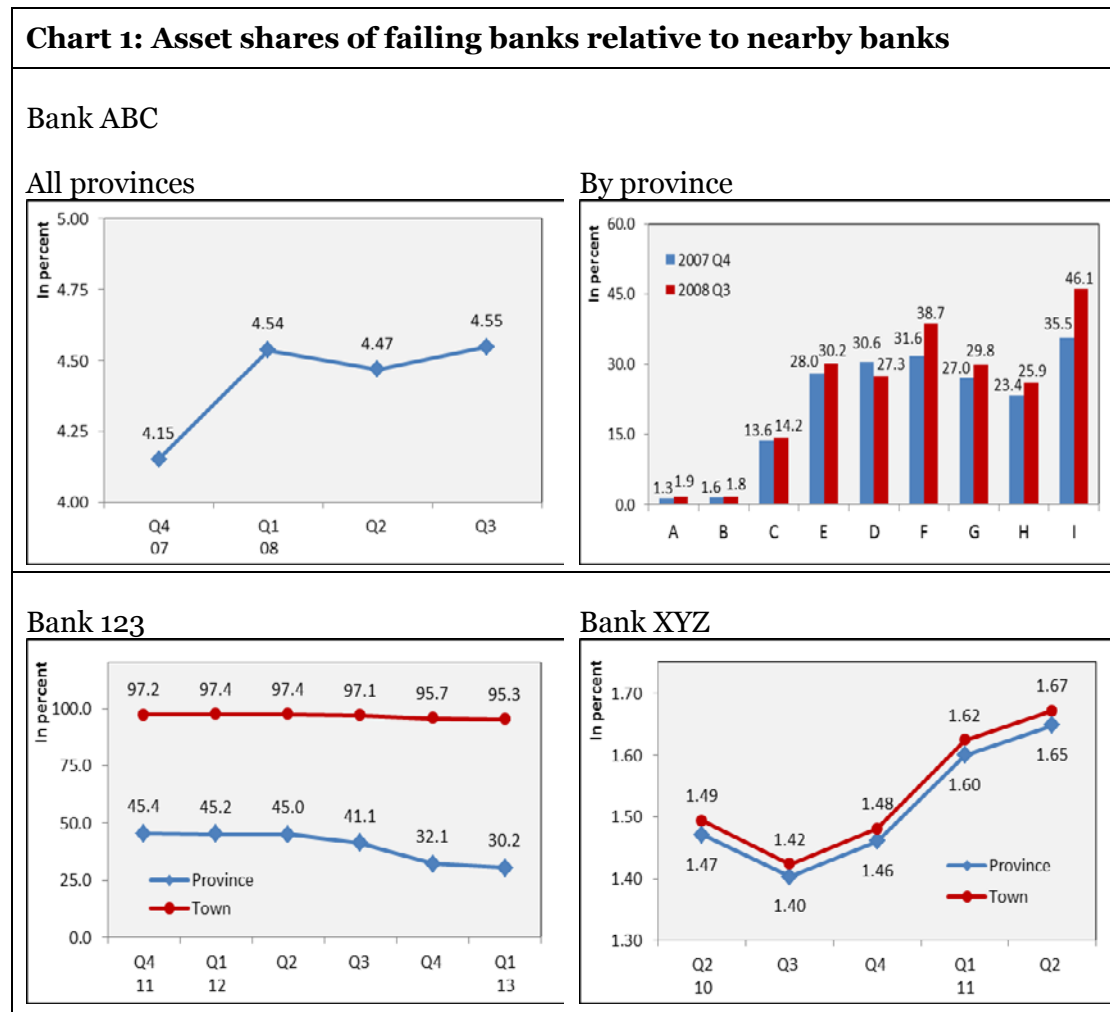 Chart 1: Asset shares of failing banks relative to nearby banks
Bank ABC
All provinces
In percent
5.00
4.75
4.50
4.25
4.00
4.15
4.54
4.47
4.55
Q4 Q1 Q2 Q3
07 08
By province
In percent
60.0
45.0
30.0
15.0
0.0
2007 Q4
2008 Q3
1.3 1.9 1.6 1.8 13.6 14.2 28.0 30.2 30.6 27.3 31.6 38.7 27.0 29.8 23.4 25.9 35.5 46.1
A B C E D F G H I
Bank 123
In percent
100.0
75.0
50.0
25.0
0.0
97.2 97.4 97.4 97.1 95.7 95.3
45.4 45.2 45.0 41.1 32.1 30.2
Province
Town
Q4 Q1 Q2 Q3 Q4 Q1
11 12 13
Bank XYZ
In percent
1.70
1.60
1.50
1.40
1.30
1.49 1.42 1.48 1.62 1.67
1.47 1.40 1.46 1.60 1.65
Province
Town
Q2 Q3 Q4 Q1 Q2
10 11